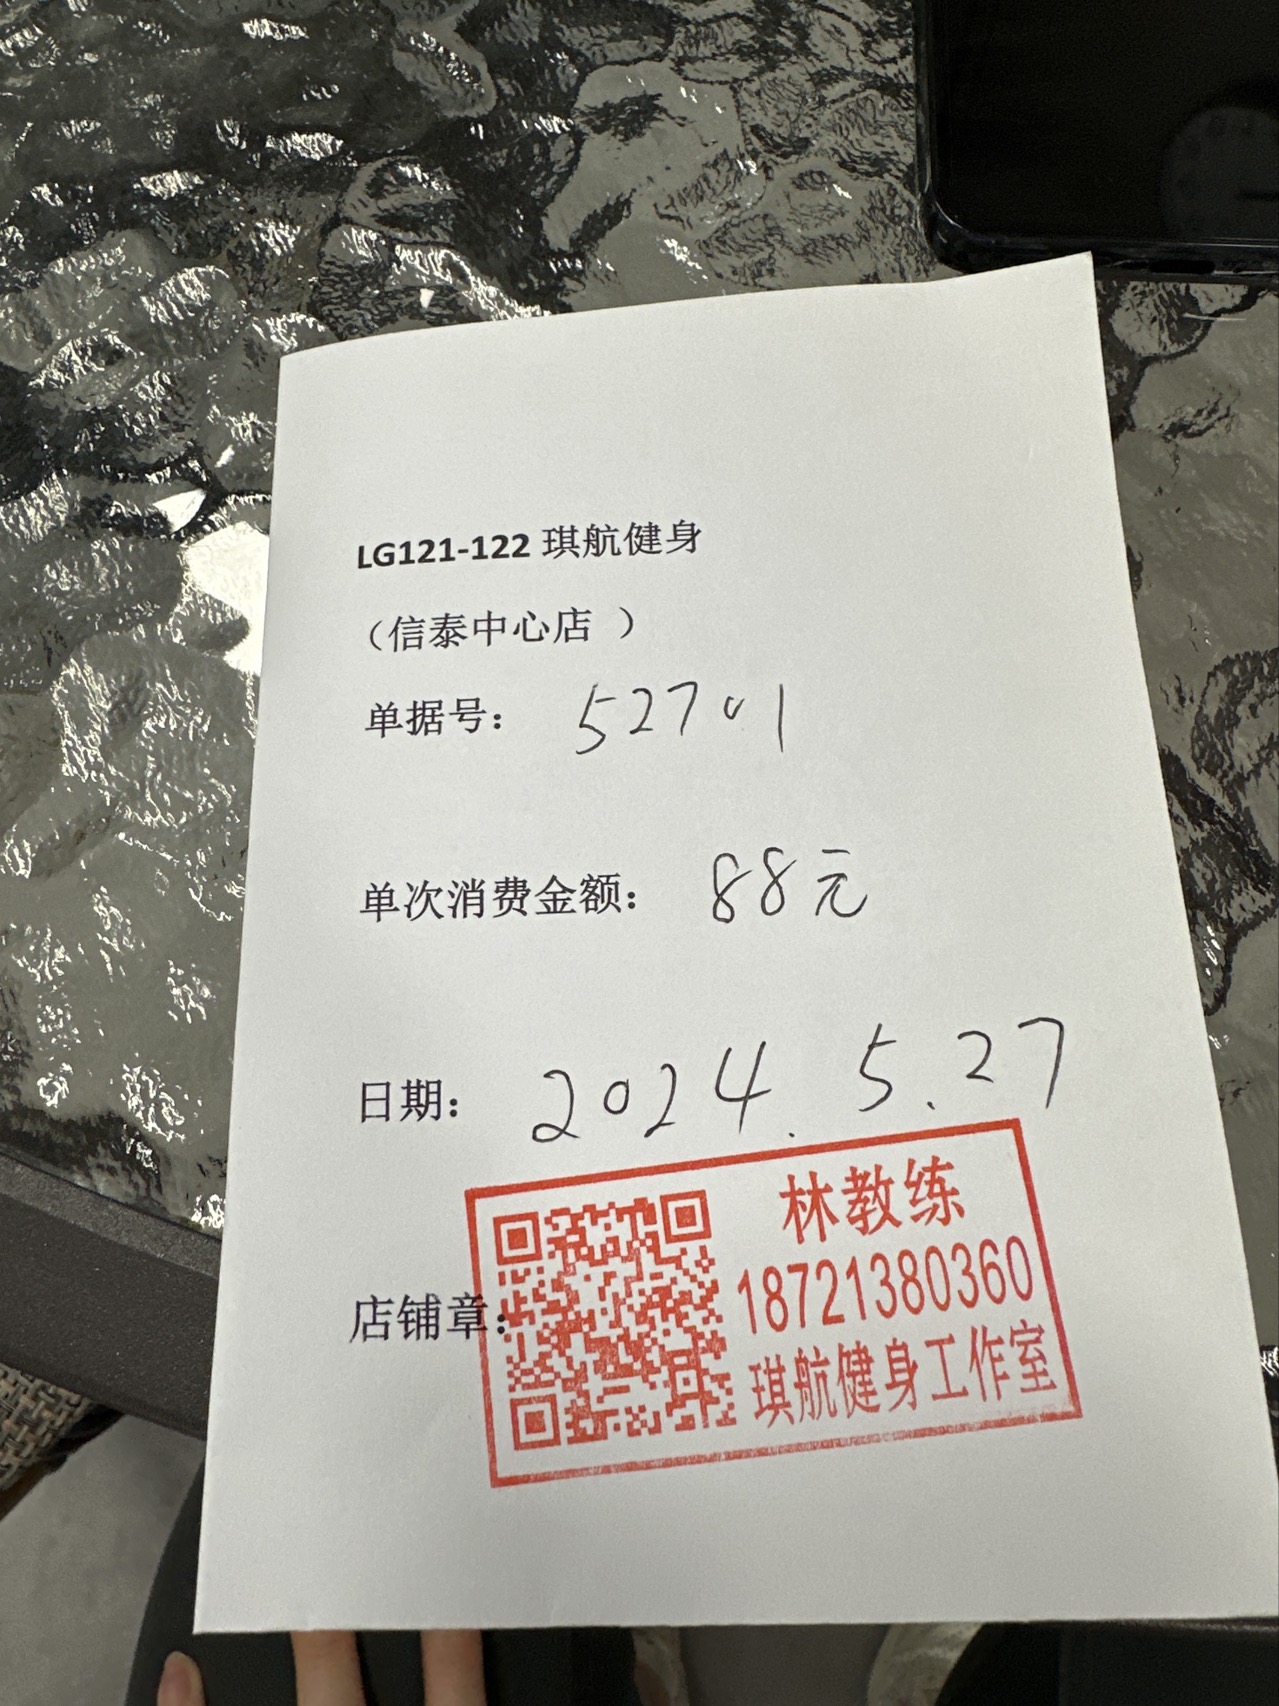 LG121-122 琪航健身
（信泰中心店 ）
单据号： 52701
单次消费金额： 88元
日期： 2024. 5.27
店铺章：
林教练
18721380360
琪航健身工作室